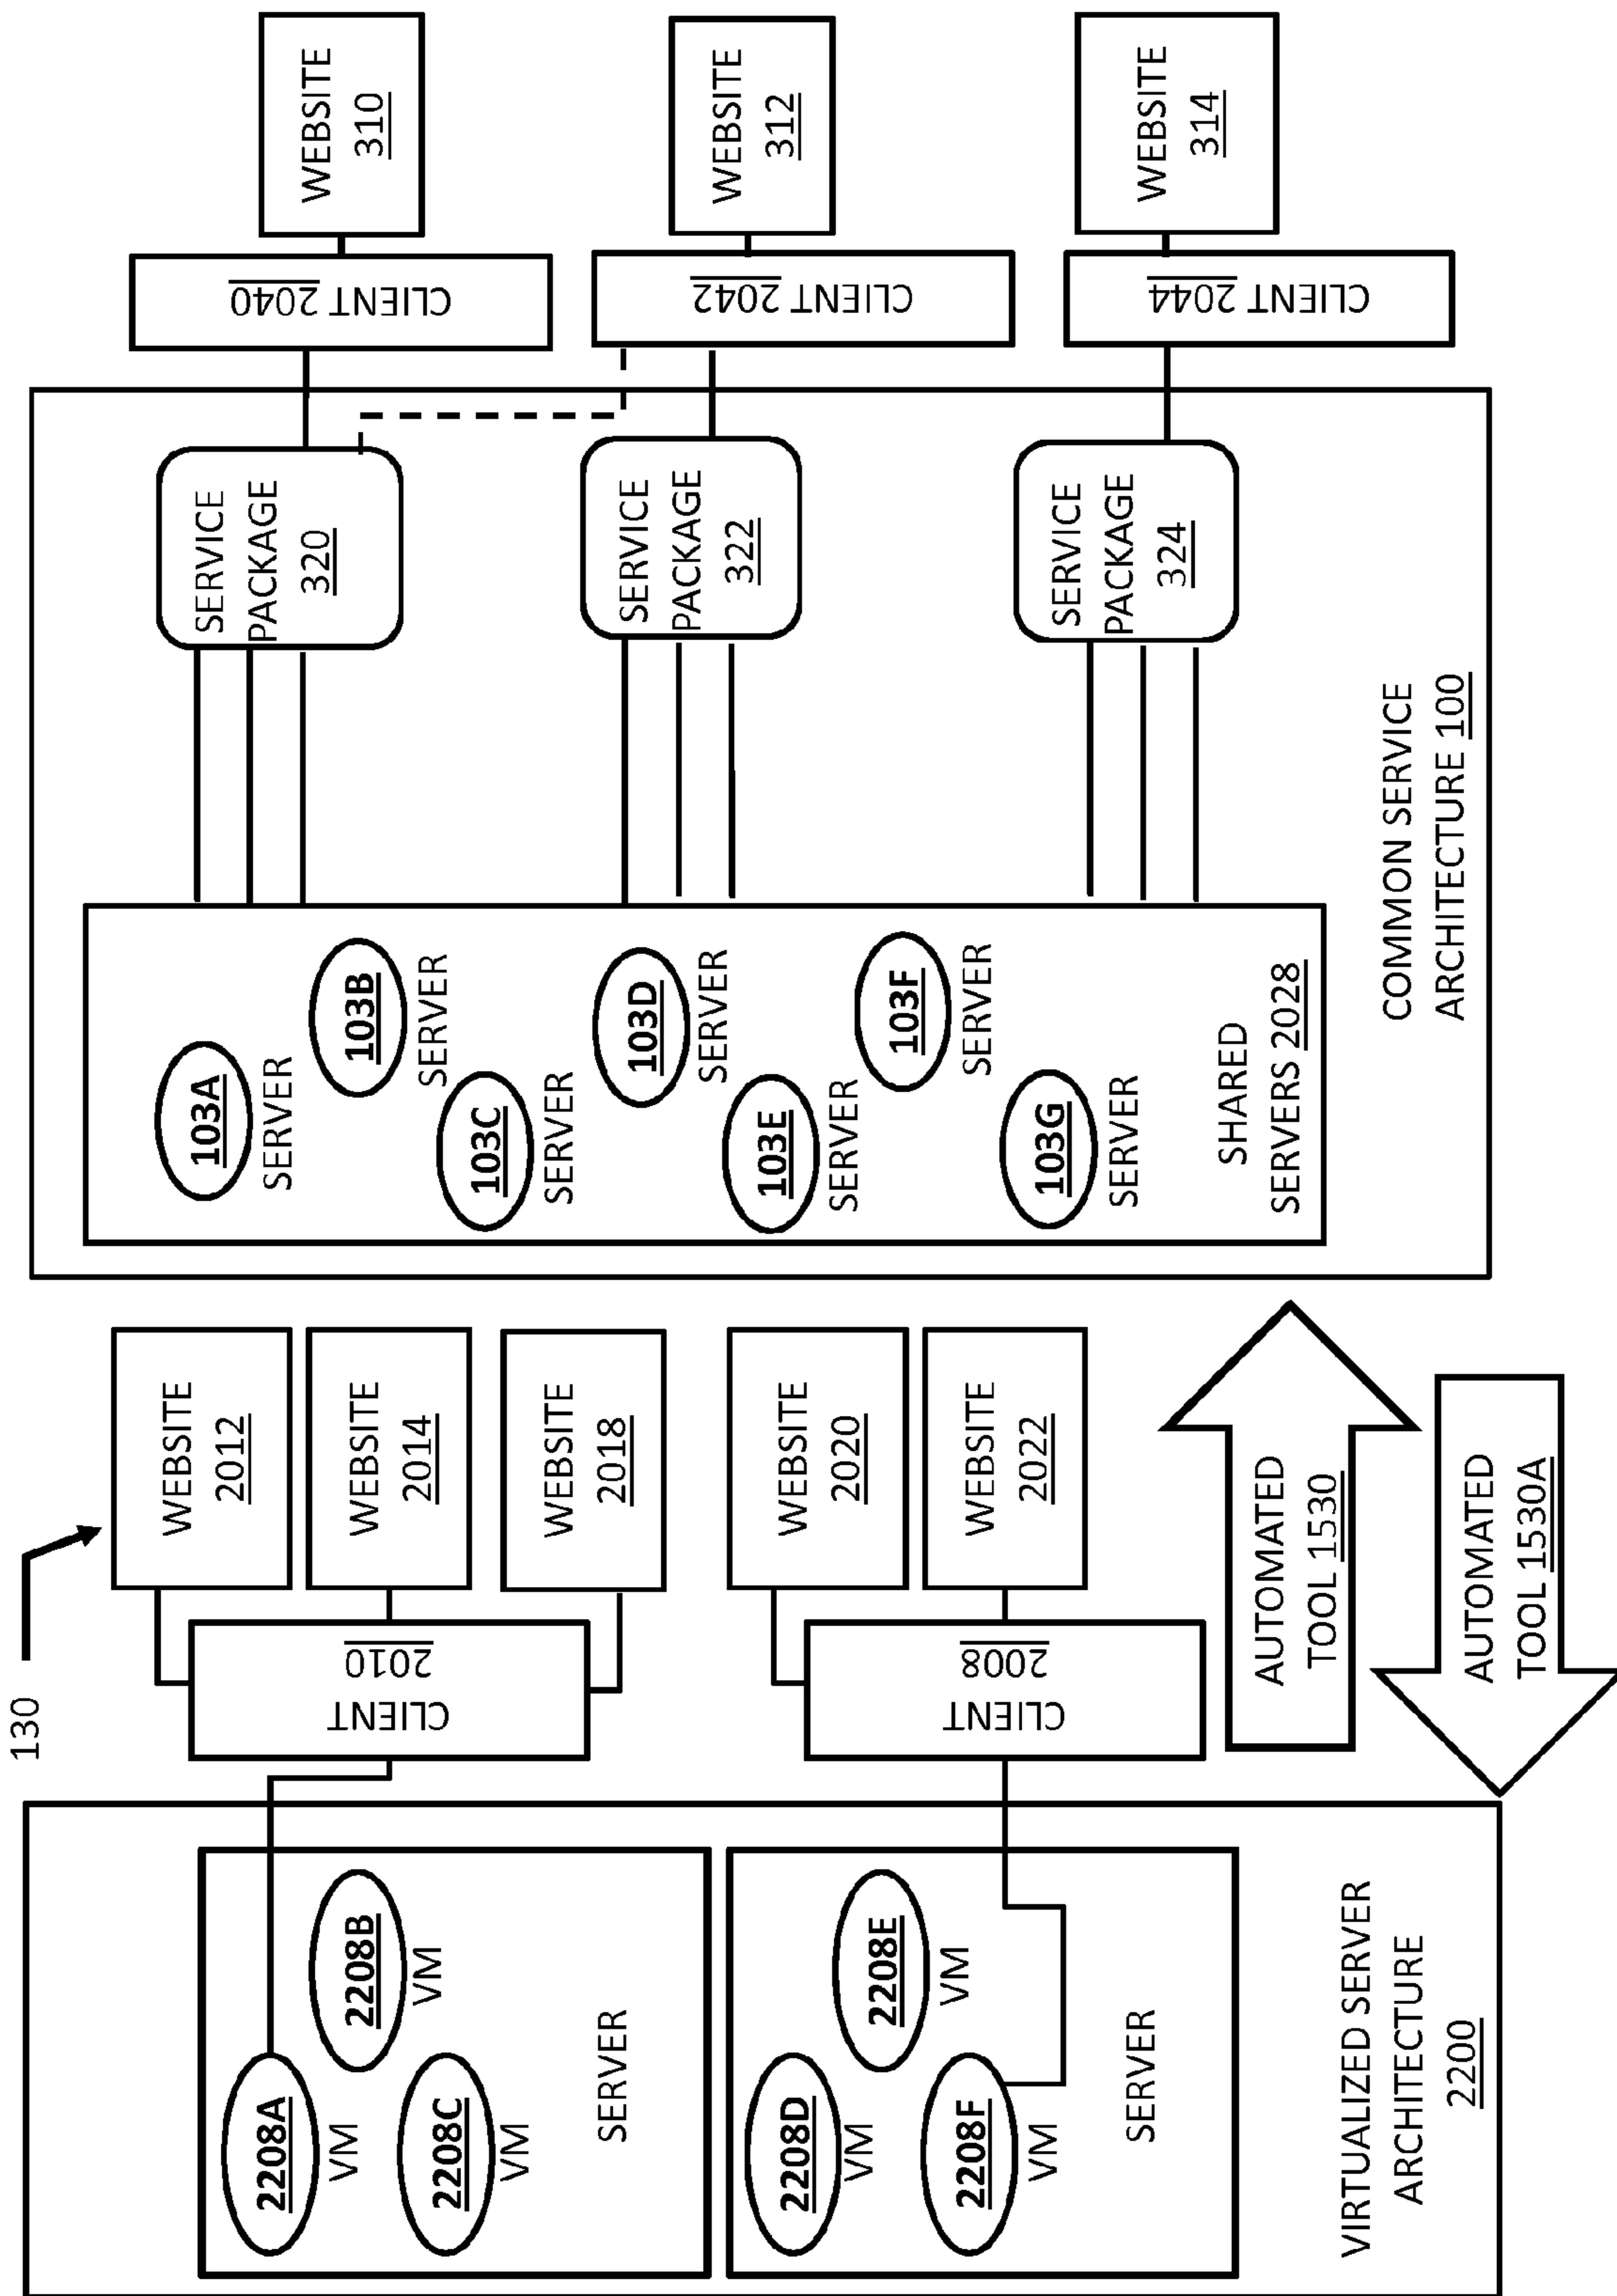 130
2208A
VM
2208B
VM
2208C
VM
SERVER
2208D
VM
2208E
VM
2208F
VM
SERVER
VIRTUALIZED SERVER
ARCHITECTURE
2200
CLIENT
2010
WEBSITE
2012
WEBSITE
2014
WEBSITE
2018
CLIENT
2008
WEBSITE
2020
WEBSITE
2022
AUTOMATED
TOOL 1530
AUTOMATED
TOOL 1530A
103A
SERVER
103B
SERVER
103C
SERVER
103D
SERVER
103E
SERVER
103F
SERVER
103G
SERVER
SHARED
SERVERS 2028
SERVICE
PACKAGE
320
SERVICE
PACKAGE
322
SERVICE
PACKAGE
324
COMMON SERVICE
ARCHITECTURE 100
CLIENT 2040
WEBSITE
310
CLIENT 2042
WEBSITE
312
CLIENT 2044
WEBSITE
314